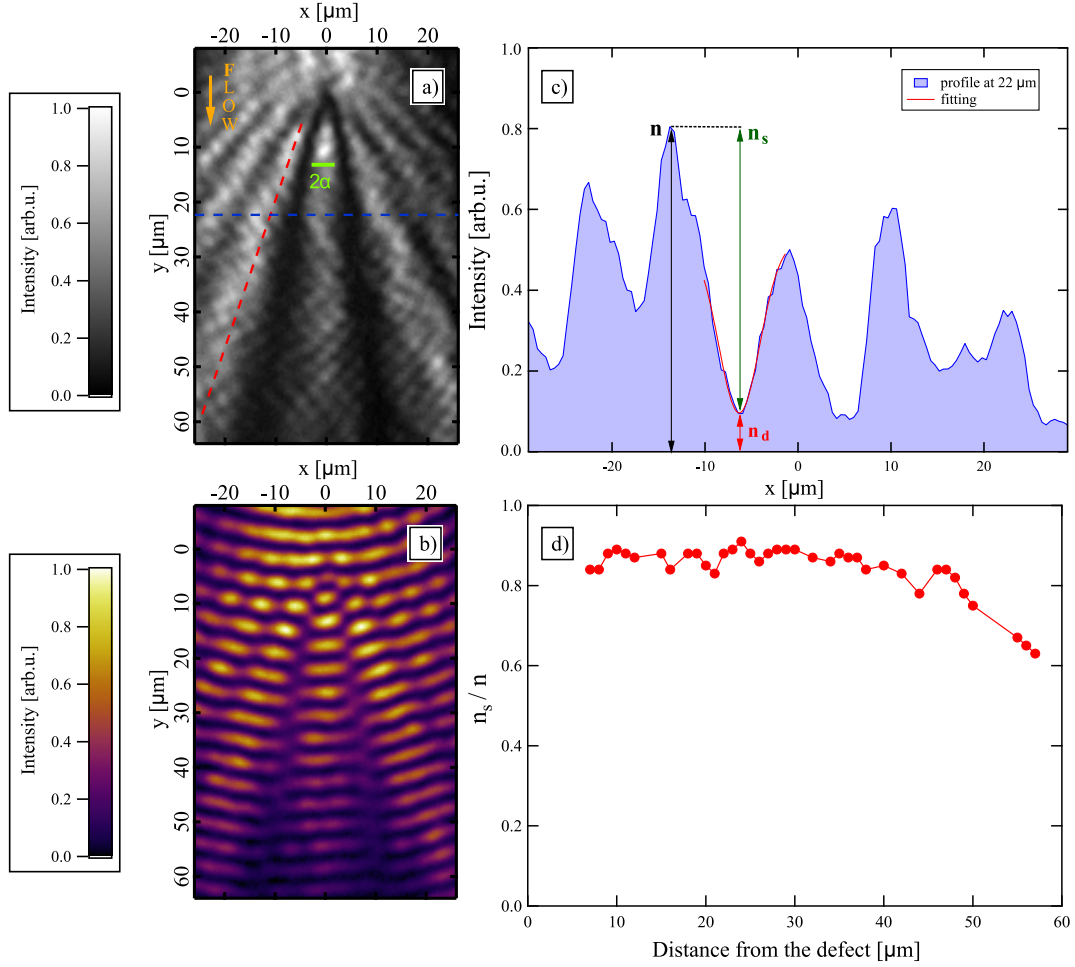 x [µm]
-20 -10 0 10 20
Intensity [arb.u.]
1.0
0.8
0.6
0.4
0.2
0.0
y [µm]
0
10
20
30
40
50
60
FLOW
a)
2α
c)
profile at 22 µm
fitting
n
n_s
n_d
Intensity [arb.u.]
1.0
0.8
0.6
0.4
0.2
0.0
-20 -10 0 10 20
x [µm]
x [µm]
-20 -10 0 10 20
Intensity [arb.u.]
1.0
0.8
0.6
0.4
0.2
0.0
y [µm]
0
10
20
30
40
50
60
b)
d)
n_s / n
1.0
0.8
0.6
0.4
0.2
0.0
0 10 20 30 40 50 60
Distance from the defect [µm]